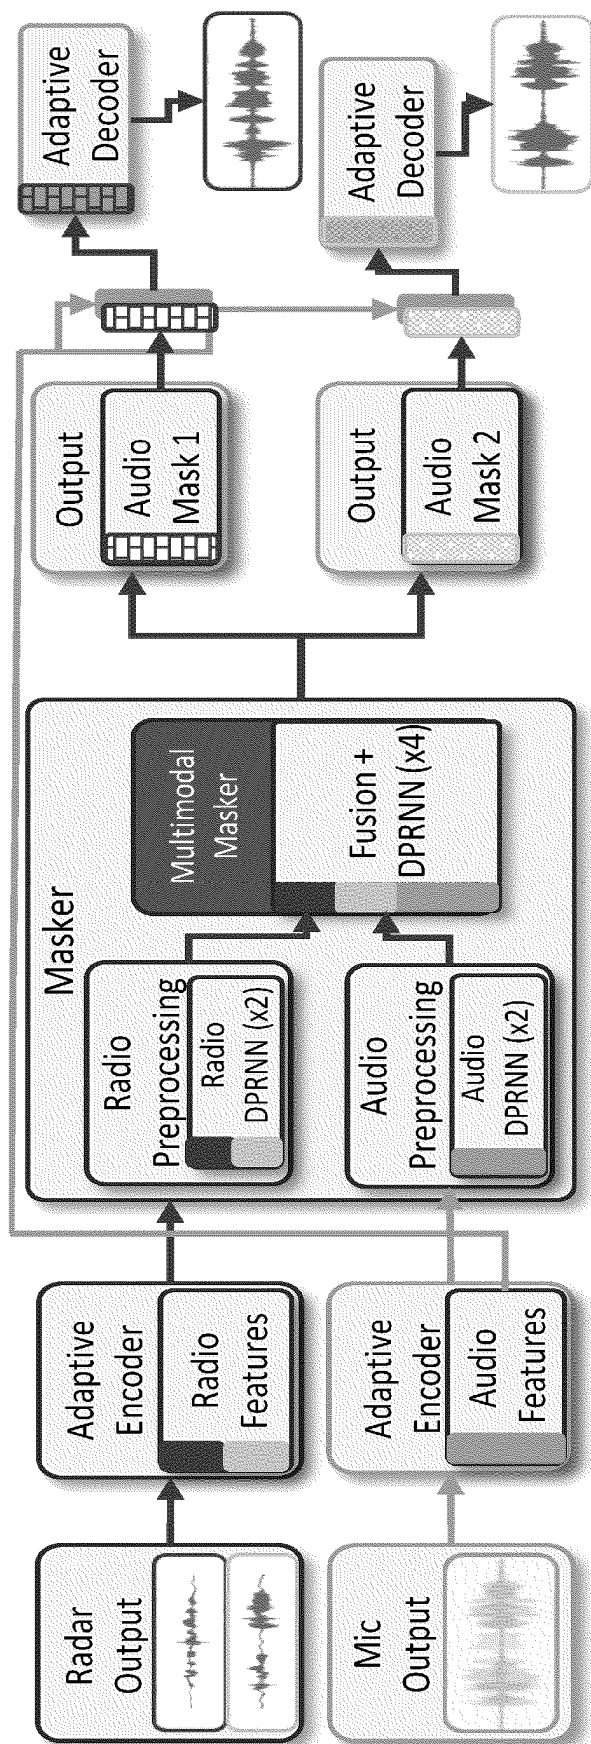 Radar
Output
Mic
Output
Adaptive
Encoder
Radio
Features
Adaptive
Encoder
Audio
Features
Masker
Radio
Preprocessing
Radio
DPRNN (x2)
Audio
Preprocessing
Audio
DPRNN (x2)
Multimodal
Masker
Fusion +
DPRNN (x4)
Output
Audio
Mask 1
Output
Audio
Mask 2
Adaptive
Decoder
Adaptive
Decoder